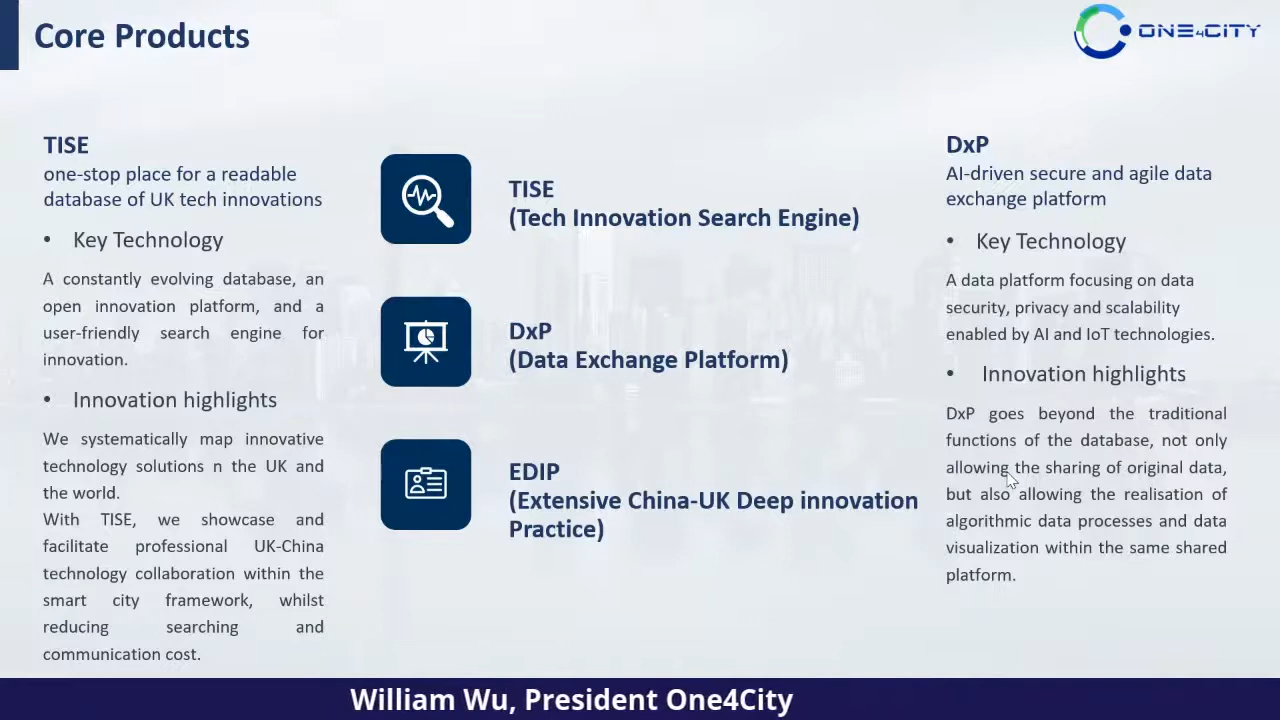 Core Products
ONE4CITY
TISE
one-stop place for a readable
database of UK tech innovations
• Key Technology
A constantly evolving database, an
open innovation platform, and a
user-friendly search engine for
innovation.
• Innovation highlights
We systematically map innovative
technology solutions n the UK and
the world.
With TISE, we showcase and
facilitate professional UK-China
technology collaboration within the
smart city framework, whilst
reducing searching and
communication cost.
TISE
(Tech Innovation Search Engine)
DxP
(Data Exchange Platform)
EDIP
(Extensive China-UK Deep innovation
Practice)
DxP
AI-driven secure and agile data
exchange platform
• Key Technology
A data platform focusing on data
security, privacy and scalability
enabled by AI and IoT technologies.
• Innovation highlights
DxP goes beyond the traditional
functions of the database, not only
allowing the sharing of original data,
but also allowing the realisation of
algorithmic data processes and data
visualization within the same shared
platform.
William Wu, President One4City